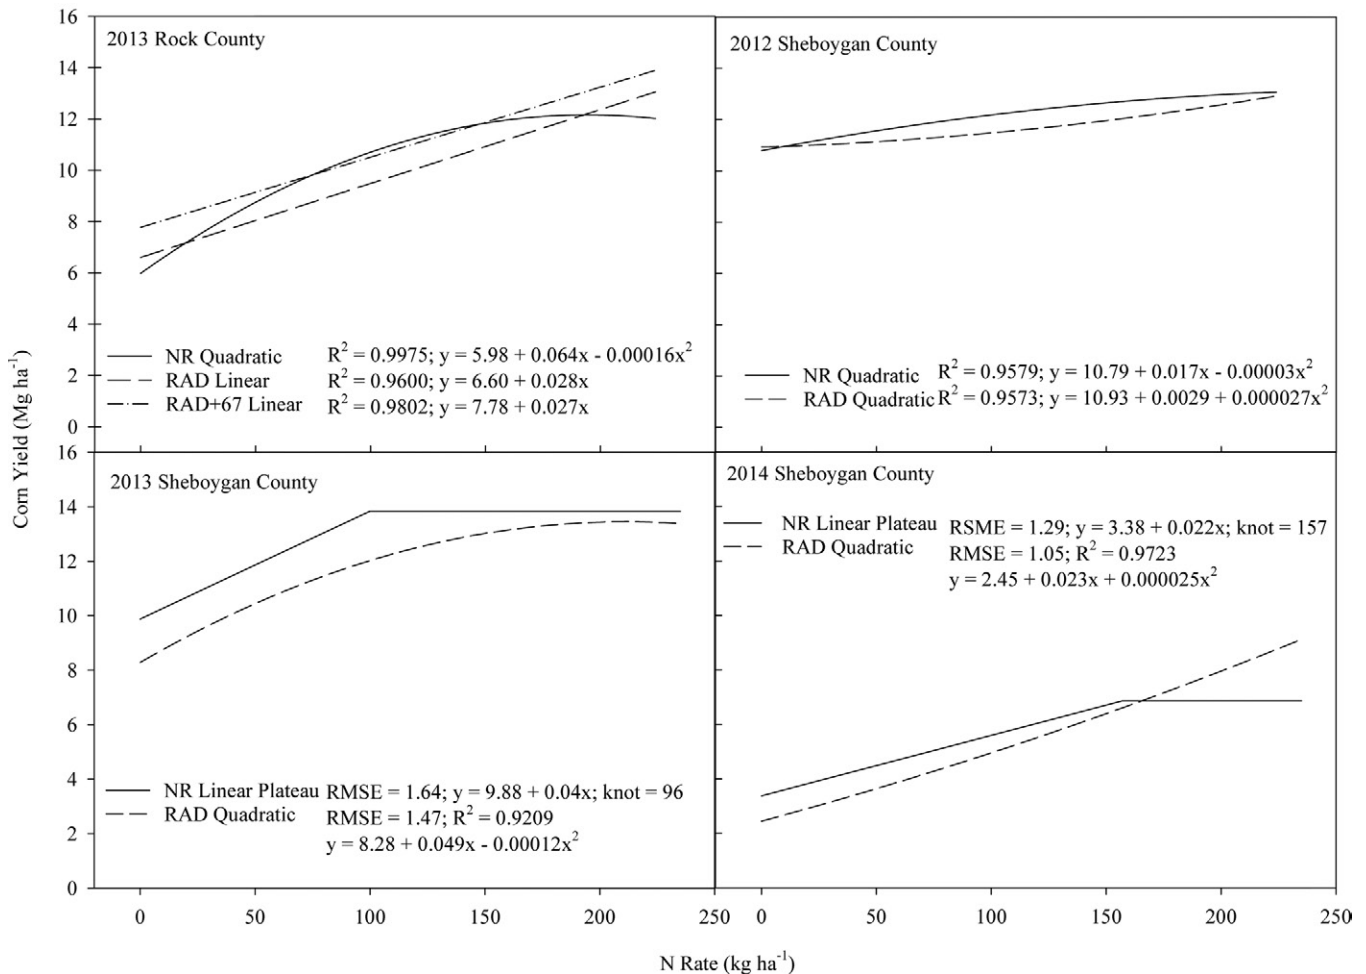 Corn Yield (Mg ha⁻¹)
16
14
12
10
8
6
4
2
0
2013 Rock County
NR Quadratic R² = 0.9975; y = 5.98 + 0.064x - 0.00016x²
RAD Linear R² = 0.9600; y = 6.60 + 0.028x
RAD+67 Linear R² = 0.9802; y = 7.78 + 0.027x
2012 Sheboygan County
NR Quadratic R² = 0.9579; y = 10.79 + 0.017x - 0.00003x²
RAD Quadratic R² = 0.9573; y = 10.93 + 0.0029 + 0.000027x²
16
14
12
10
8
6
4
2
0
2013 Sheboygan County
NR Linear Plateau RMSE = 1.64; y = 9.88 + 0.04x; knot = 96
RAD Quadratic RMSE = 1.47; R² = 0.9209
y = 8.28 + 0.049x - 0.00012x²
2014 Sheboygan County
NR Linear Plateau RSME = 1.29; y = 3.38 + 0.022x; knot = 157
RAD Quadratic RMSE = 1.05; R² = 0.9723
y = 2.45 + 0.023x + 0.000025x²
0 50 100 150 200 250
0 50 100 150 200 250
N Rate (kg ha⁻¹)